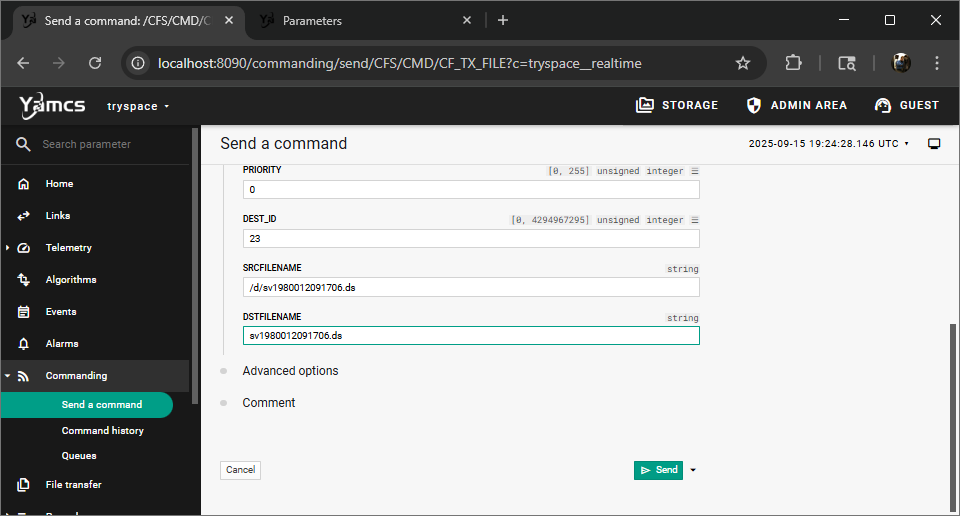 Send a command: /CFS/CMD/C
Parameters
localhost:8090/commanding/send/CFS/CMD/CF_TX_FILE?c=tryspace__realtime
Yamcs
tryspace
STORAGE
ADMIN AREA
GUEST
Search parameter
Home
Links
Telemetry
Algorithms
Events
Alarms
Commanding
Send a command
Command history
Queues
File transfer
Send a command
2025-09-15 19:24:28.146 UTC
PRIORITY
[0, 255] unsigned integer
0
DEST_ID
[0, 4294967295] unsigned integer
23
SRCFILENAME
string
/d/sv1980012091706.ds
DSTFILENAME
string
sv1980012091706.ds
Advanced options
Comment
Cancel
Send